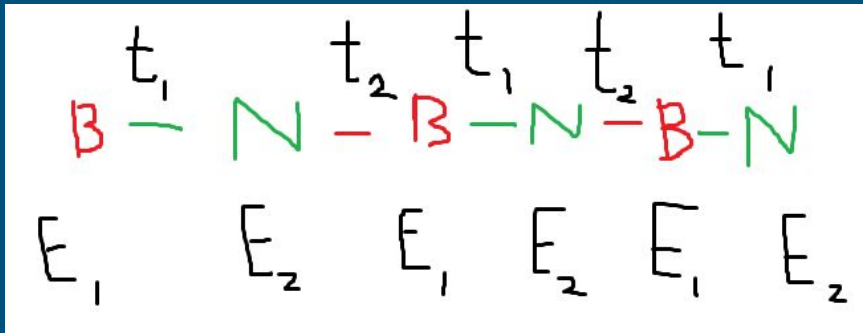 t₁ t₂ t₁ t₂ t₁
B - N - B - N - B - N
E₁ E₂ E₁ E₂ E₁ E₂